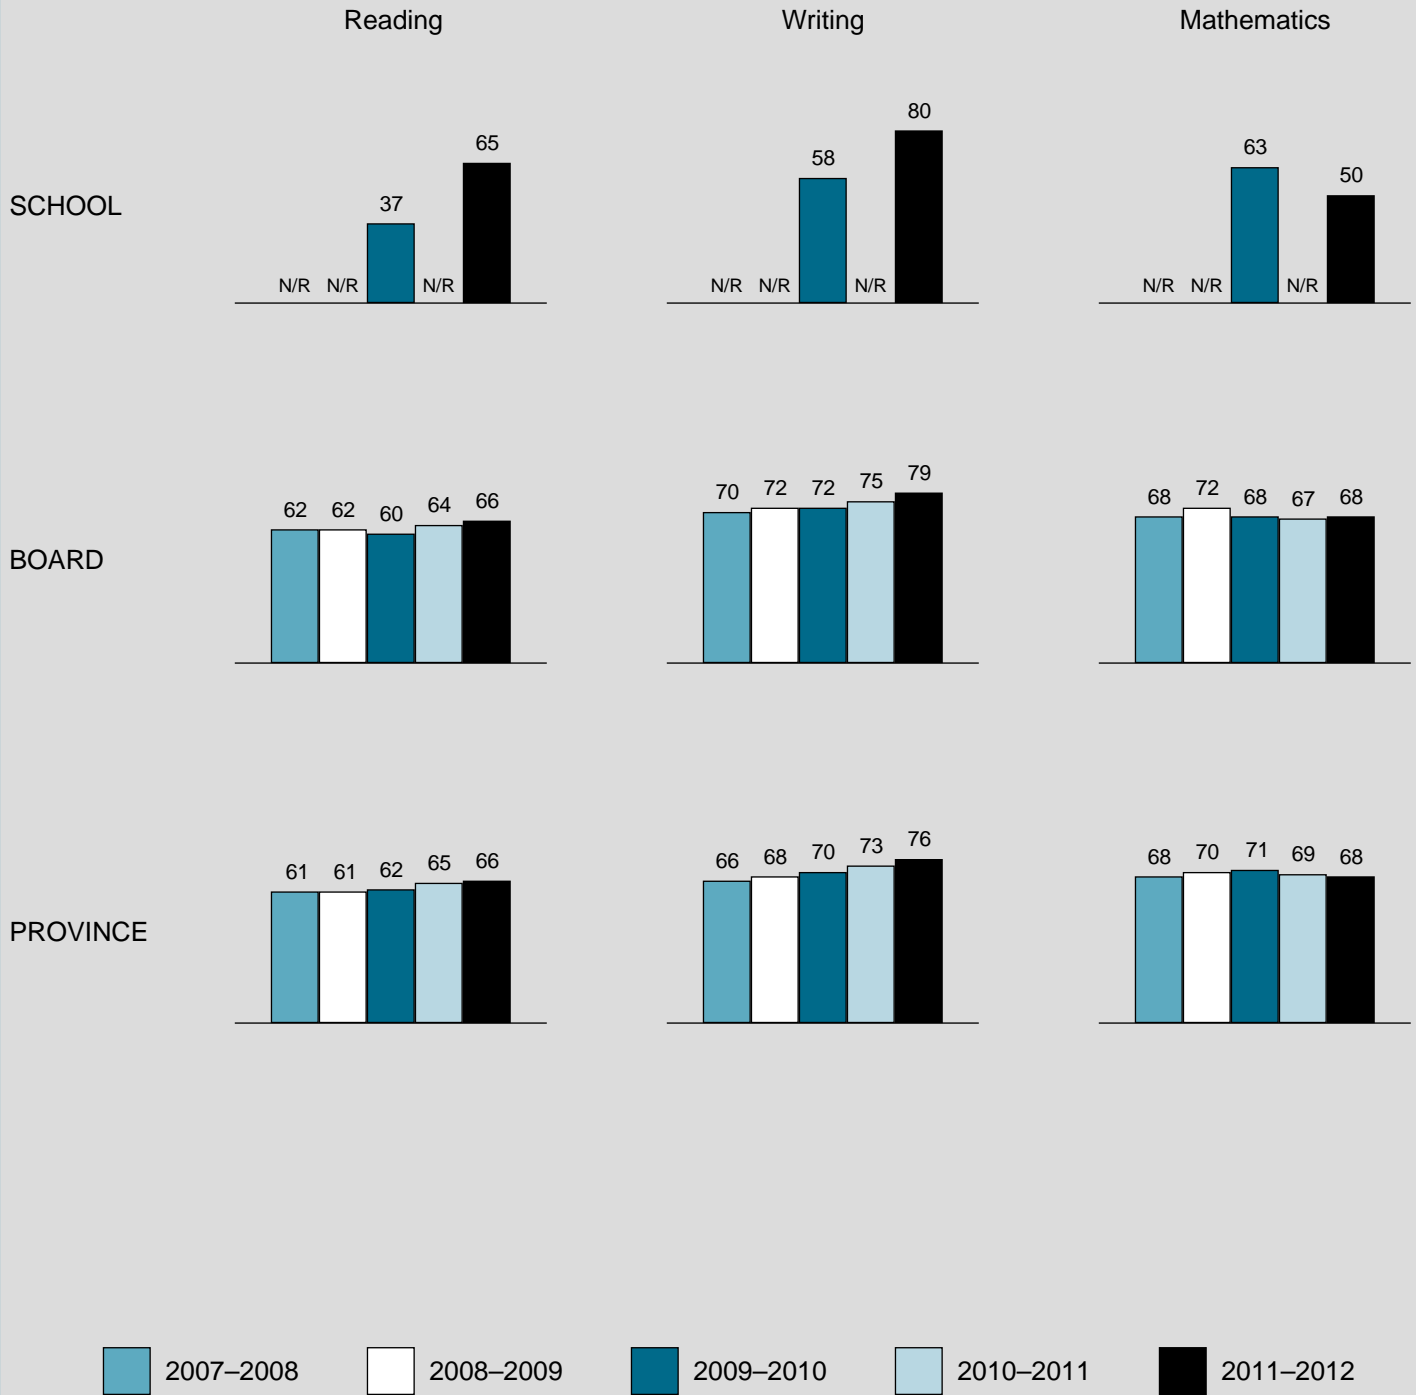 Reading Writing Mathematics
SCHOOL
N/R N/R 37 N/R 65
N/R N/R 58 N/R 80
N/R N/R 63 N/R 50
BOARD
62 62 60 64 66
70 72 72 75 79
68 72 68 67 68
PROVINCE
61 61 62 65 66
66 68 70 73 76
68 70 71 69 68
2007–2008 2008–2009 2009–2010 2010–2011 2011–2012